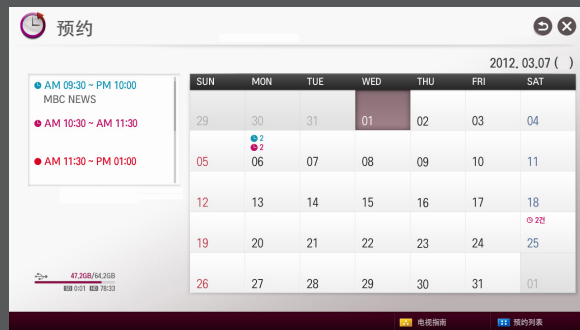 预约
2012. 03.07 ( )
AM 09:30 ~ PM 10:00
MBC NEWS
AM 10:30 ~ AM 11:30
AM 11:30 ~ PM 01:00
SUN MON TUE WED THU FRI SAT
29 30 31 01 02 03 04
2
2
05 06 07 08 09 10 11
12 13 14 15 16 17 18
2건
19 20 21 22 23 24 25
26 27 28 29 30 31 01
47.2GB/64.2GB
SD 0:01 HD 78:33
电视指南 预约列表